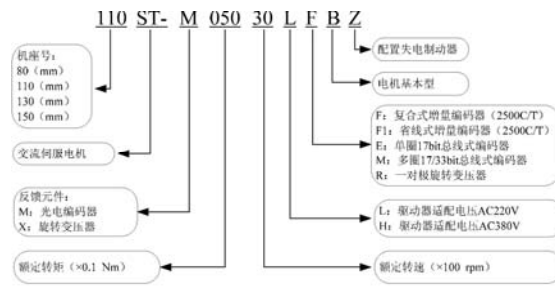 110 ST- M 050 30 L F B Z
机座号:
80（mm）
110（mm）
130（mm）
150（mm）
交流伺服电机
反馈元件:
M: 光电编码器
X: 旋转变压器
额定转矩（×0.1 Nm）
配置失电制动器
电机基本型
F: 复合式增量编码器（2500C/T）
F1: 省线式增量编码器（2500C/T）
E: 单圈17bit总线式编码器
M: 多圈17/33bit总线式编码器
R: 一对极旋转变压器
L: 驱动器适配电压AC220V
H: 驱动器适配电压AC380V
额定转速（×100 rpm）